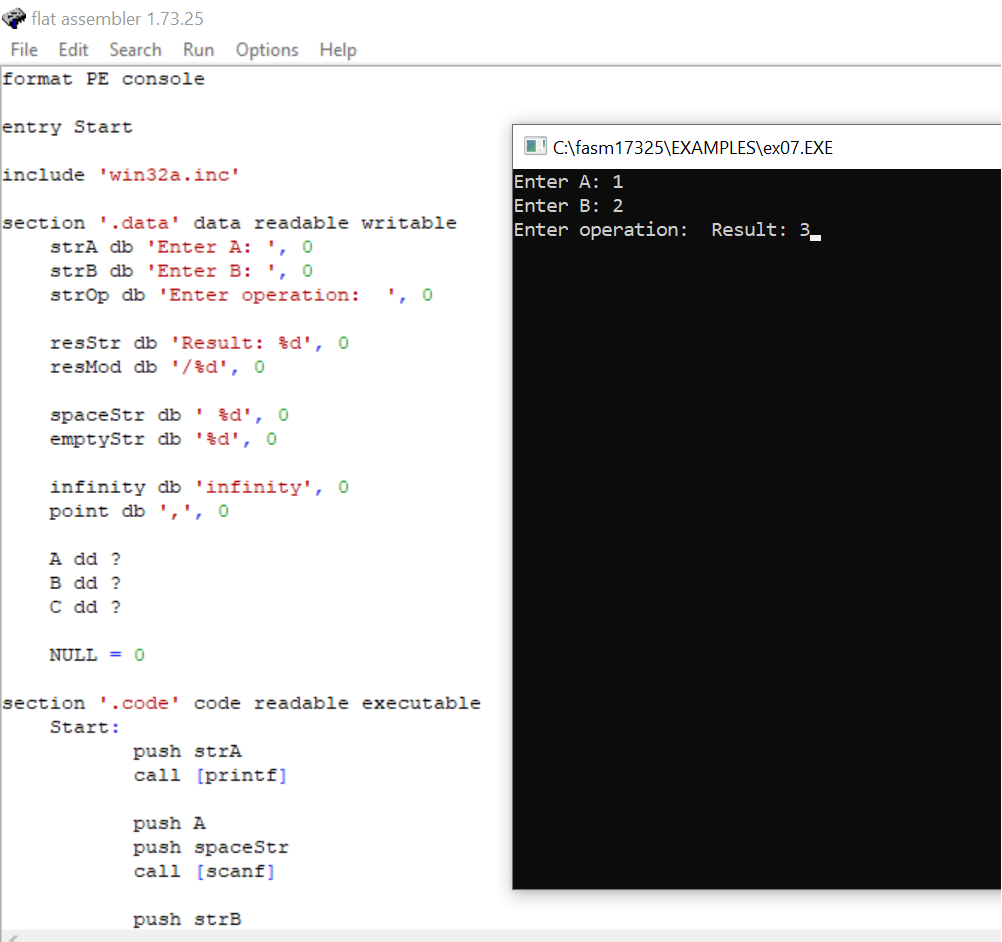 flat assembler 1.73.25
File Edit Search Run Options Help
format PE console
entry Start
include 'win32a.inc'
section '.data' data readable writable
strA db 'Enter A: ', 0
strB db 'Enter B: ', 0
strOp db 'Enter operation:  ', 0
resStr db 'Result: %d', 0
resMod db '/%d', 0
spaceStr db ' %d', 0
emptyStr db '%d', 0
infinity db 'infinity', 0
point db ',', 0
A dd ?
B dd ?
C dd ?
NULL = 0
section '.code' code readable executable
Start:
push strA
call [printf]
push A
push spaceStr
call [scanf]
push strB
C:\fasm17325\EXAMPLES\ex07.EXE
Enter A: 1
Enter B: 2
Enter operation:  Result: 3